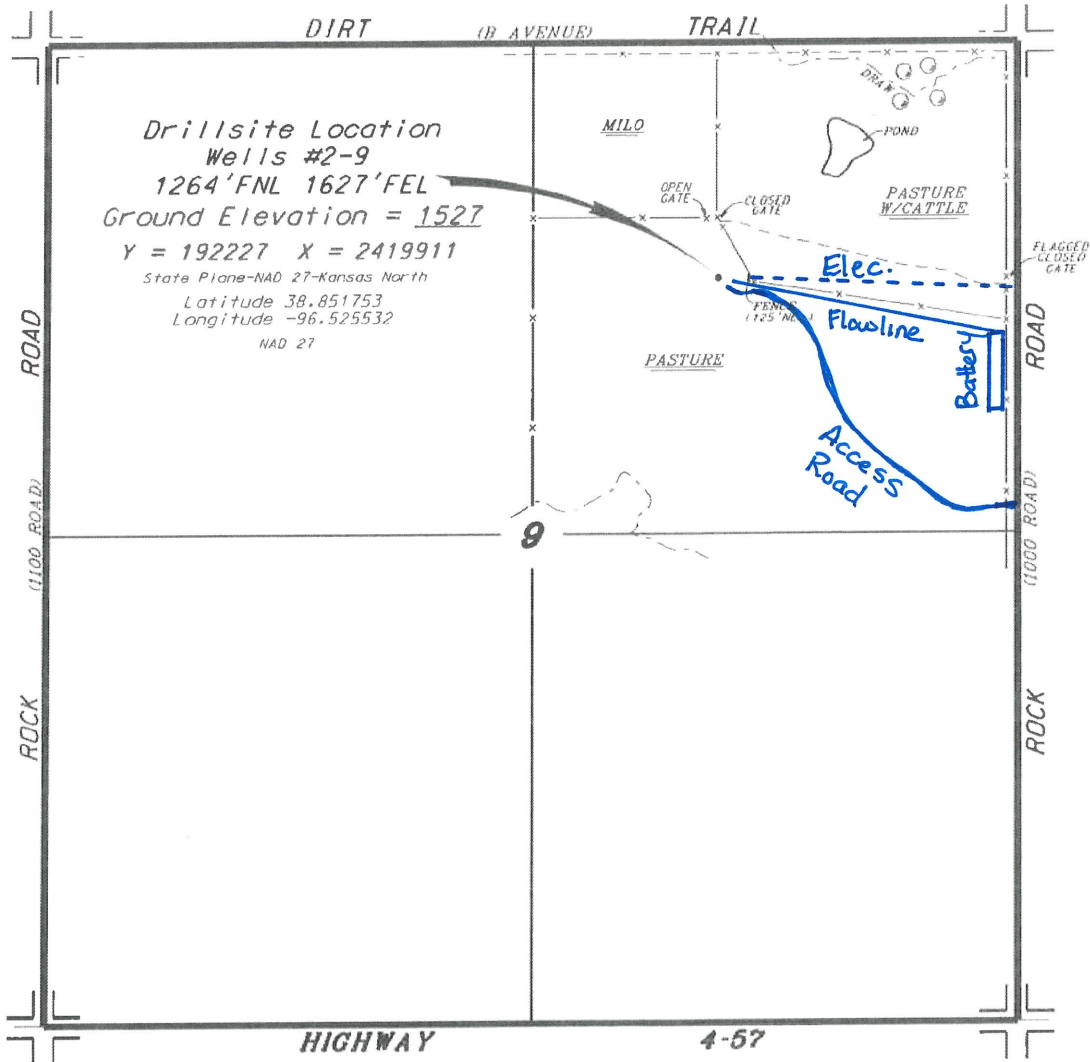 DIRT (B AVENUE) TRAIL
Drillsite Location
Wells #2-9
1264'FNL 1627'FEL
Ground Elevation = 1527
Y = 192227 X = 2419911
State Plane-NAD 27-Kansas North
Latitude 38.851753
Longitude -96.525532
NAD 27
MILO
DRAW
POND
PASTURE
W/CATTLE
OPEN
GATE
CLOSED
GATE
FLAGGED
CLOSED
GATE
Elec.
FENCE
Flowline
Battery
PASTURE
Access
Road
ROAD
(1100 ROAD)
ROCK
ROAD
(1000 ROAD)
ROCK
9
HIGHWAY 4-57